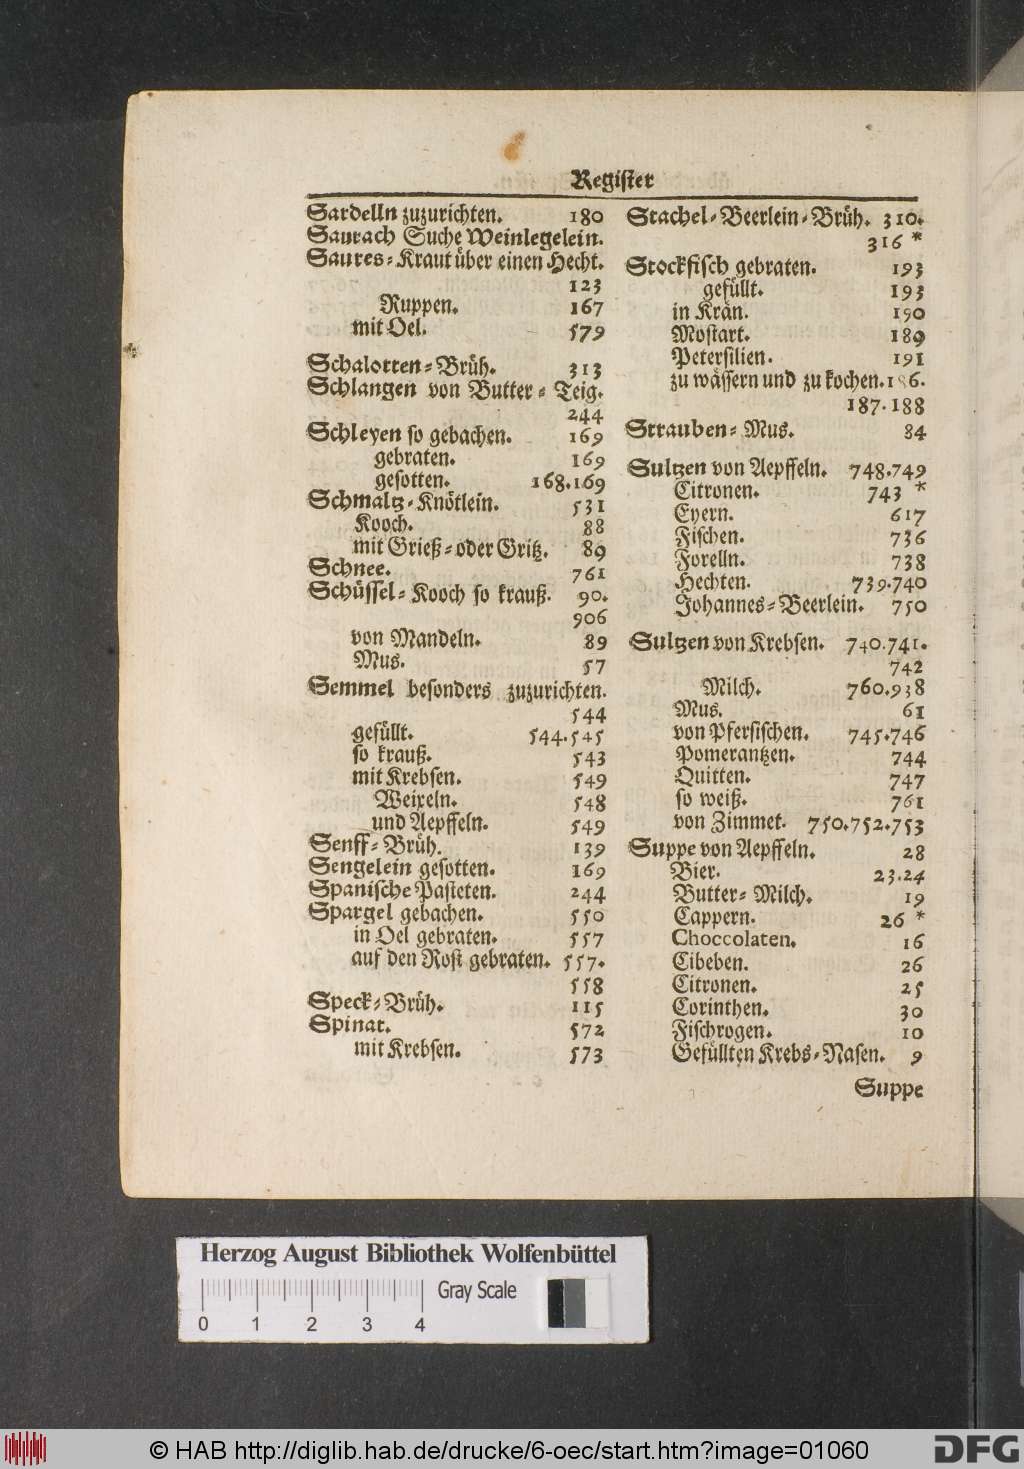 Register
Sardelln zuzurichten. 180
Saurach Suche Weinlegelein.
Saures-Kraut über einen Hecht.
123
Ruppen. 167
mit Oel. 579
Schalotten-Brüh. 313
Schlangen von Butter-Teig.
244
Schleyen so gebachen. 169
gebraten. 169
gesotten. 168.169
Schmaltz-Knötlein. 531
Kooch. 88
mit Grieß-oder Gritz. 89
Schnee. 761
Schüssel-Kooch so krauß. 90.
906
von Mandeln. 89
Mus. 57
Semmel besonders zuzurichten.
544
gefüllt. 544.545
so krauß. 543
mit Krebsen. 549
Weixeln. 548
und Aepffeln. 549
Senff-Brüh. 139
Sengelein gesotten. 169
Spanische Pasteten. 244
Spargel gebachen. 550
in Oel gebraten. 557
auf den Rost gebraten. 557.
558
Speck-Brüh. 115
Spinat. 572
mit Krebsen. 573
Stachel-Beerlein-Brüh. 310.
316 *
Stockfisch gebraten. 193
gefüllt. 193
in Krän. 190
Mostart. 189
Petersilien. 191
zu wässern und zu kochen. 186.
187.188
Strauben-Mus. 84
Sultzen von Aepffeln. 748.749
Citronen. 743 *
Eyern. 617
Fischen. 736
Forelln. 738
Hechten. 739.740
Johannes-Beerlein. 750
Sultzen von Krebsen. 740.741.
742
Milch. 760.938
Mus. 61
von Pfersischen. 745.746
Pomerantzen. 744
Quitten. 747
so weiß. 761
von Zimmet. 750.752.753
Suppe von Aepffeln. 28
Bier. 23.24
Butter-Milch. 19
Cappern. 26 *
Choccolaten. 16
Cibeben. 26
Citronen. 25
Corinthen. 30
Fischrogen. 10
Gefüllten Krebs-Nasen. 9
Suppe
Herzog August Bibliothek Wolfenbüttel
Gray Scale
0 1 2 3 4
© HAB http://diglib.hab.de/drucke/6-oec/start.htm?image=01060
DFG